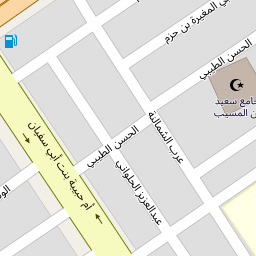 ي المغيرة بن حزم
الحسن الطيبي
جامع سعيد
بن المسيب
عرب الشمالية
الحسن الطيبي
أم حبيبة بنت أبي سفيان
عبدالعزيز الحلواني
الو